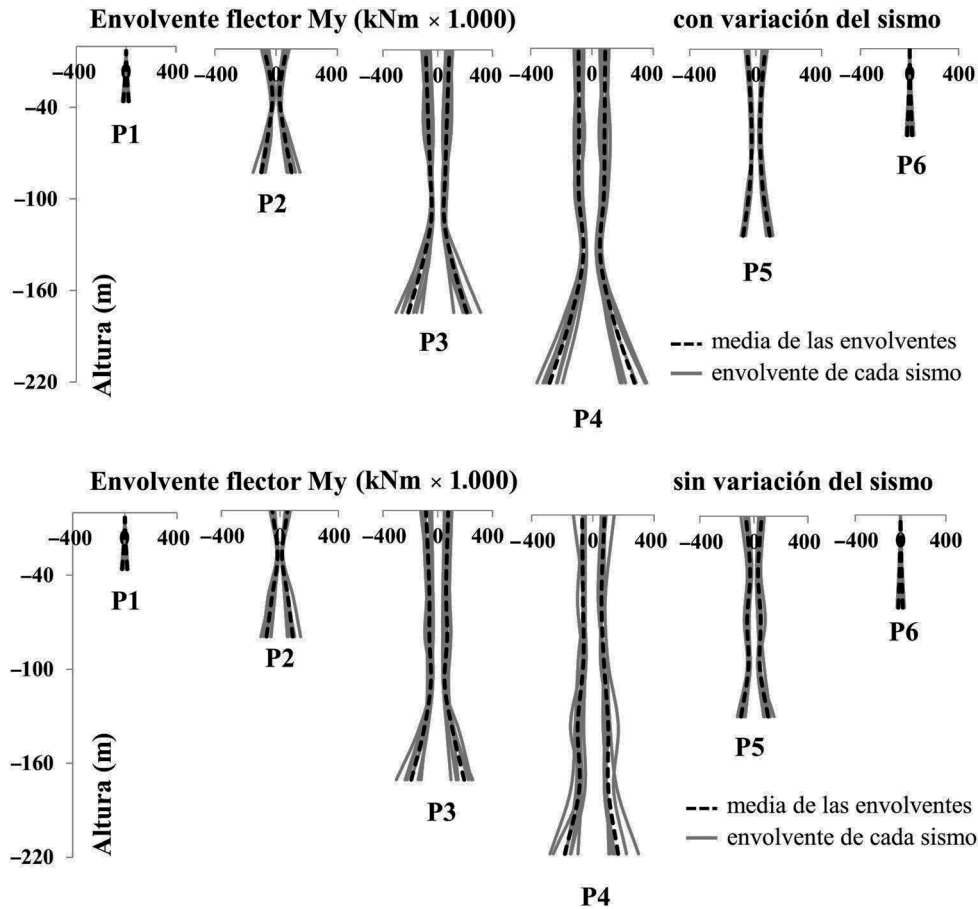 Envolvente flector My (kNm × 1.000) con variación del sismo
−400 0 400 −400 0 400 −400 0 400 −400 0 400 −400 0 400 −400 0 400
−40
P1
P6
−100
P2
P5
−160
P3
media de las envolventes
Altura (m)
envolvente de cada sismo
−220
P4
Envolvente flector My (kNm × 1.000) sin variación del sismo
−400 0 400 −400 0 400 −400 0 400 −400 0 400 −400 0 400 −400 0 400
−40
P1
P6
P2
−100
P5
−160
Altura (m)
P3
media de las envolventes
envolvente de cada sismo
−220
P4